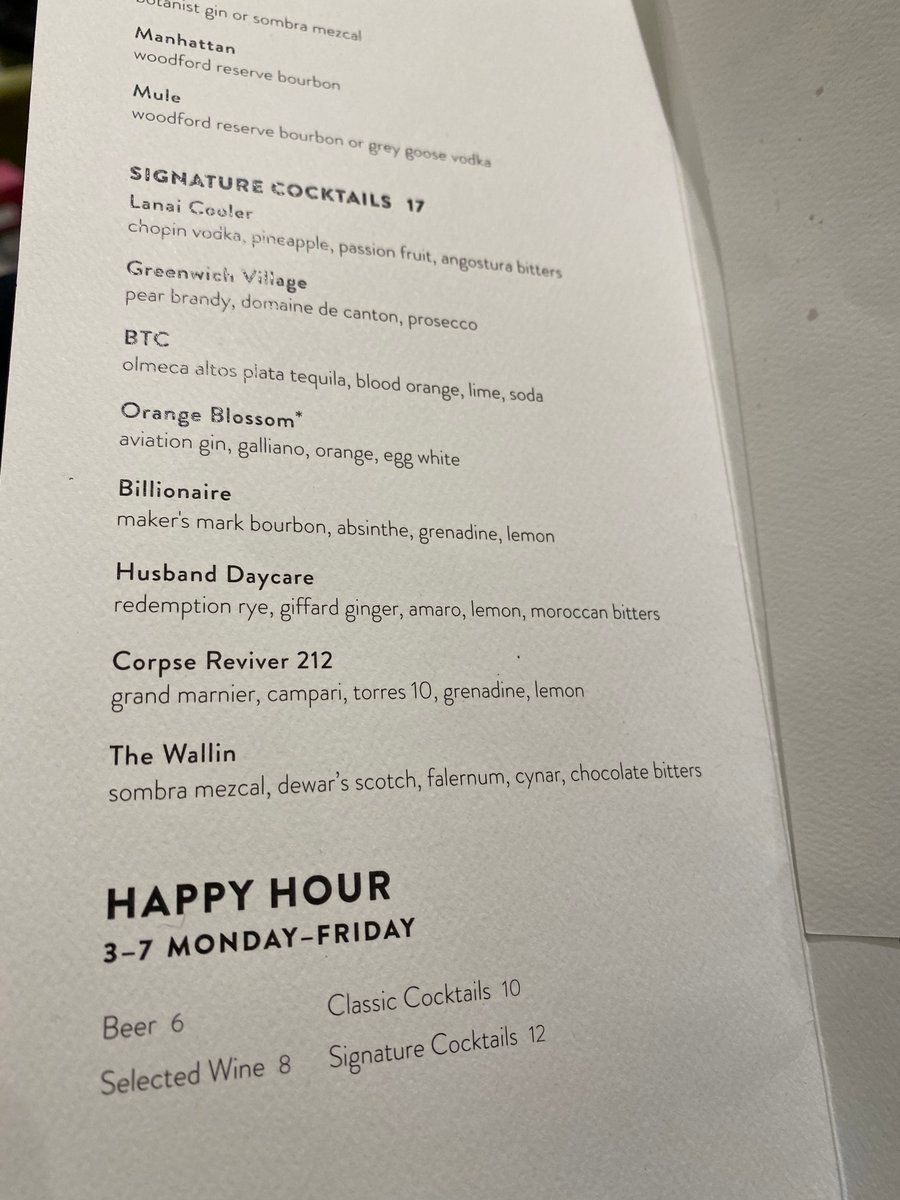 botanist gin or sombra mezcal
Manhattan
woodford reserve bourbon
Mule
woodford reserve bourbon or grey goose vodka
SIGNATURE COCKTAILS 17
Lanai Cooler
chopin vodka, pineapple, passion fruit, angostura bitters
Greenwich Village
pear brandy, domaine de canton, prosecco
BTC
olmeca altos plata tequila, blood orange, lime, soda
Orange Blossom*
aviation gin, galliano, orange, egg white
Billionaire
maker's mark bourbon, absinthe, grenadine, lemon
Husband Daycare
redemption rye, giffard ginger, amaro, lemon, moroccan bitters
Corpse Reviver 212
grand marnier, campari, torres 10, grenadine, lemon
The Wallin
sombra mezcal, dewar's scotch, falernum, cynar, chocolate bitters
HAPPY HOUR
3–7 MONDAY–FRIDAY
Beer 6
Selected Wine 8
Classic Cocktails 10
Signature Cocktails 12